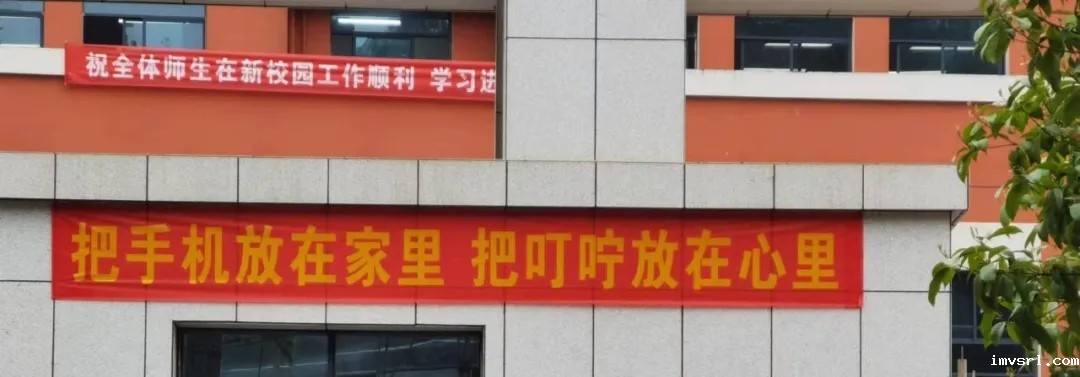 祝全体师生在新校园工作顺利 学习进
把手机放在家里 把叮咛放在心里
imvsrl.com